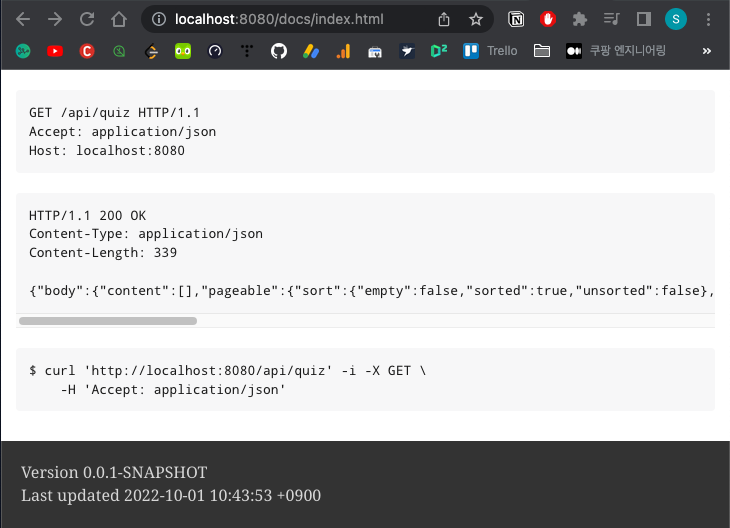 localhost:8080/docs/index.html
S
Trello
쿠팡 엔지니어링
»
GET /api/quiz HTTP/1.1
Accept: application/json
Host: localhost:8080
HTTP/1.1 200 OK
Content-Type: application/json
Content-Length: 339
{"body":{"content":[],"pageable":{"sort":{"empty":false,"sorted":true,"unsorted":false},
$ curl 'http://localhost:8080/api/quiz' -i -X GET \
-H 'Accept: application/json'
Version 0.0.1-SNAPSHOT
Last updated 2022-10-01 10:43:53 +0900